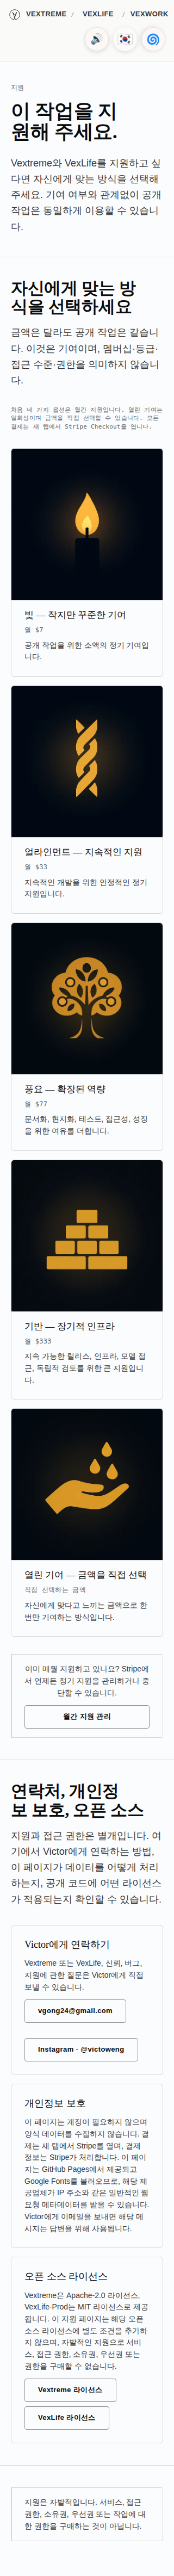 VEXTREME / VEXLIFE / VEXWORK
지원
이 작업을 지
원해 주세요.
Vextreme와 VexLife를 지원하고 싶
다면 자신에게 맞는 방식을 선택해
주세요. 기여 여부와 관계없이 공개
작업은 동일하게 이용할 수 있습니
다.
자신에게 맞는 방
식을 선택하세요
금액은 달라도 공개 작업은 같습니
다. 이것은 기여이며, 멤버십·등급·
접근 수준·권한을 의미하지 않습니
다.
처음 네 가지 옵션은 월간 지원입니다. 열린 기여는
일회성이며 금액을 직접 선택할 수 있습니다. 모든
결제는 새 탭에서 Stripe Checkout을 엽니다.
빛 — 작지만 꾸준한 기여
월 $7
공개 작업을 위한 소액의 정기 기여입
니다.
얼라인먼트 — 지속적인 지원
월 $33
지속적인 개발을 위한 안정적인 정기
지원입니다.
풍요 — 확장된 역량
월 $77
문서화, 현지화, 테스트, 접근성, 성장
을 위한 여유를 더합니다.
기반 — 장기적 인프라
월 $333
지속 가능한 릴리스, 인프라, 모델 접
근, 독립적 검토를 위한 큰 지원입니
다.
열린 기여 — 금액을 직접 선택
직접 선택하는 금액
자신에게 맞다고 느끼는 금액으로 한
번만 기여하는 방식입니다.
이미 매월 지원하고 있나요? Stripe에
서 언제든 정기 지원을 관리하거나 중
단할 수 있습니다.
월간 지원 관리
연락처, 개인정
보 보호, 오픈 소스
지원과 접근 권한은 별개입니다. 여
기에서 Victor에게 연락하는 방법,
이 페이지가 데이터를 어떻게 처리
하는지, 공개 코드에 어떤 라이선스
가 적용되는지 확인할 수 있습니다.
Victor에게 연락하기
Vextreme 또는 VexLife, 신뢰, 버그,
지원에 관한 질문은 Victor에게 직접
보낼 수 있습니다.
vgong24@gmail.com
Instagram · @victoweng
개인정보 보호
이 페이지는 계정이 필요하지 않으며
양식 데이터를 수집하지 않습니다. 결
제는 새 탭에서 Stripe를 열며, 결제
정보는 Stripe가 처리합니다. 이 페이
지는 GitHub Pages에서 제공되고
Google Fonts를 불러오므로, 해당 제
공업체가 IP 주소와 같은 일반적인 웹
요청 메타데이터를 받을 수 있습니다.
Victor에게 이메일을 보내면 해당 메
시지는 답변을 위해 사용됩니다.
오픈 소스 라이선스
Vextreme은 Apache-2.0 라이선스,
VexLife-Prod는 MIT 라이선스로 제공
됩니다. 이 지원 페이지는 해당 오픈
소스 라이선스에 별도 조건을 추가하
지 않으며, 자발적인 지원으로 서비
스, 접근 권한, 소유권, 우선권 또는
권한을 구매할 수 없습니다.
Vextreme 라이선스
VexLife 라이선스
지원은 자발적입니다. 서비스, 접근
권한, 소유권, 우선권 또는 작업에 대
한 권한을 구매하는 것이 아닙니다.